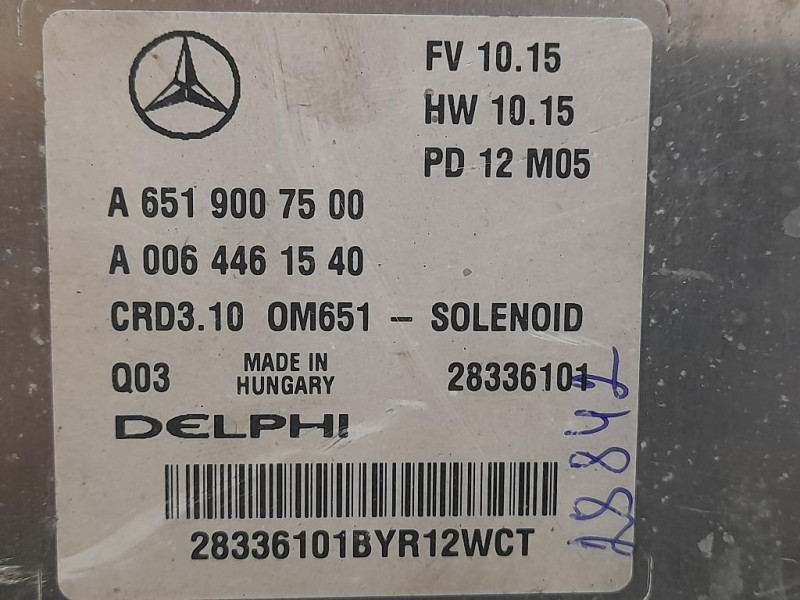 FV 10.15
HW 10.15
PD 12 M05
A 651 900 75 00
A 006 446 15 40
CRD3.10 OM651 - SOLENOID
Q03 MADE IN HUNGARY 28336101
DELPHI
28336101BYR12WCT
28842